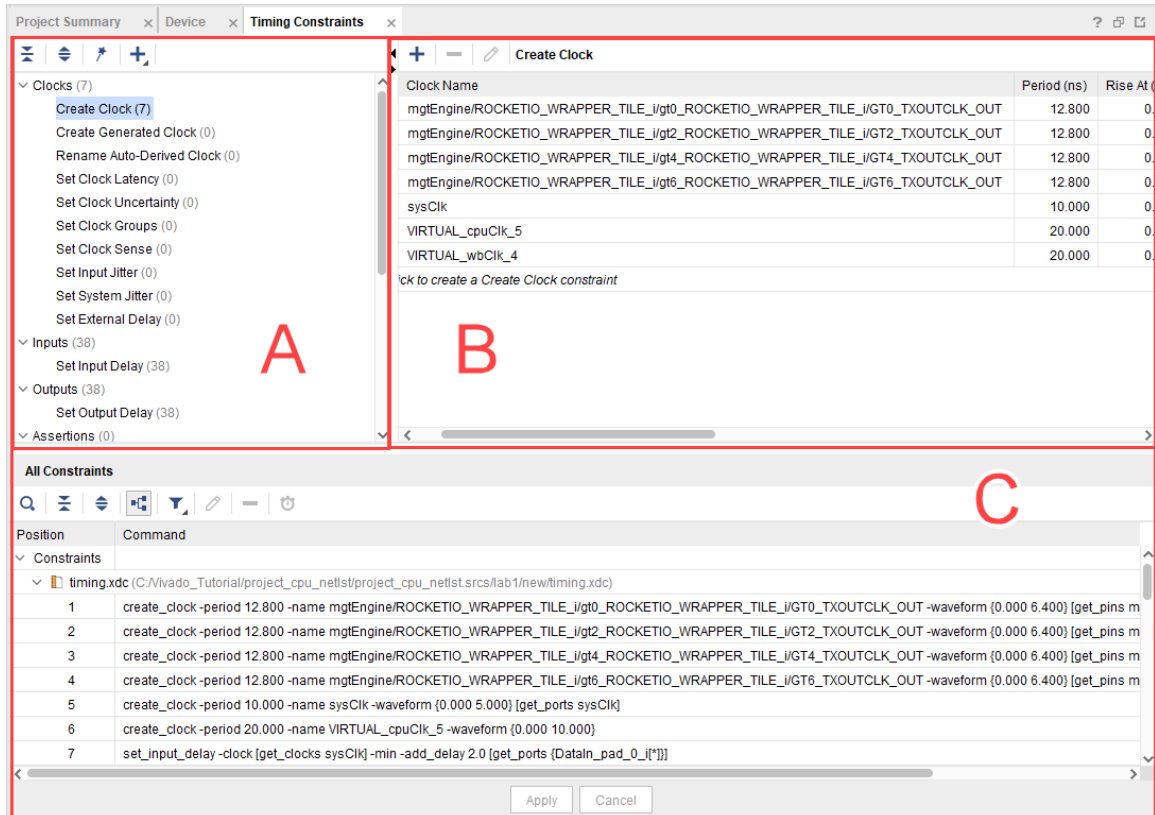 Project Summary × Device × Timing Constraints × ?
Clocks (7)
Create Clock (7)
Create Generated Clock (0)
Rename Auto-Derived Clock (0)
Set Clock Latency (0)
Set Clock Uncertainty (0)
Set Clock Groups (0)
Set Clock Sense (0)
Set Input Jitter (0)
Set System Jitter (0)
Set External Delay (0)
Inputs (38)
Set Input Delay (38)
Outputs (38)
Set Output Delay (38)
Assertions (0)
A
Create Clock
Clock Name Period (ns) Rise At (
mgtEngine/ROCKETIO_WRAPPER_TILE_i/gt0_ROCKETIO_WRAPPER_TILE_i/GT0_TXOUTCLK_OUT 12.800 0.
mgtEngine/ROCKETIO_WRAPPER_TILE_i/gt2_ROCKETIO_WRAPPER_TILE_i/GT2_TXOUTCLK_OUT 12.800 0.
mgtEngine/ROCKETIO_WRAPPER_TILE_i/gt4_ROCKETIO_WRAPPER_TILE_i/GT4_TXOUTCLK_OUT 12.800 0.
mgtEngine/ROCKETIO_WRAPPER_TILE_i/gt6_ROCKETIO_WRAPPER_TILE_i/GT6_TXOUTCLK_OUT 12.800 0.
sysClk 10.000 0.
VIRTUAL_cpuClk_5 20.000 0.
VIRTUAL_wbClk_4 20.000 0.
ick to create a Create Clock constraint
B
All Constraints
C
Position Command
Constraints
timing.xdc (C:/Vivado_Tutorial/project_cpu_netlst/project_cpu_netlst.srcs/lab1/new/timing.xdc)
1 create_clock -period 12.800 -name mgtEngine/ROCKETIO_WRAPPER_TILE_i/gt0_ROCKETIO_WRAPPER_TILE_i/GT0_TXOUTCLK_OUT -waveform {0.000 6.400} [get_pins m
2 create_clock -period 12.800 -name mgtEngine/ROCKETIO_WRAPPER_TILE_i/gt2_ROCKETIO_WRAPPER_TILE_i/GT2_TXOUTCLK_OUT -waveform {0.000 6.400} [get_pins m
3 create_clock -period 12.800 -name mgtEngine/ROCKETIO_WRAPPER_TILE_i/gt4_ROCKETIO_WRAPPER_TILE_i/GT4_TXOUTCLK_OUT -waveform {0.000 6.400} [get_pins m
4 create_clock -period 12.800 -name mgtEngine/ROCKETIO_WRAPPER_TILE_i/gt6_ROCKETIO_WRAPPER_TILE_i/GT6_TXOUTCLK_OUT -waveform {0.000 6.400} [get_pins m
5 create_clock -period 10.000 -name sysClk -waveform {0.000 5.000} [get_ports sysClk]
6 create_clock -period 20.000 -name VIRTUAL_cpuClk_5 -waveform {0.000 10.000}
7 set_input_delay -clock [get_clocks sysClk] -min -add_delay 2.0 [get_ports {DataIn_pad_0_i[*]}]
Apply Cancel